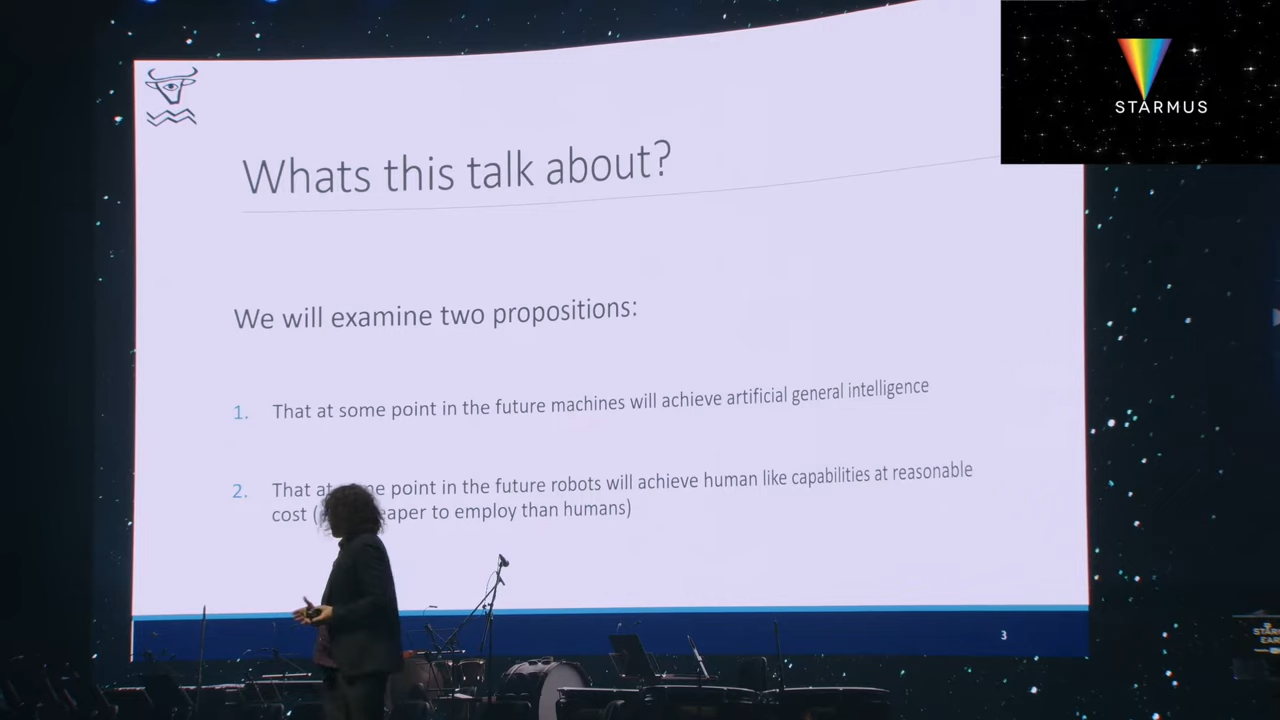 STARMUS
Whats this talk about?
We will examine two propositions:
1. That at some point in the future machines will achieve artificial general intelligence
2. That at some point in the future robots will achieve human like capabilities at reasonable
cost ( eaper to employ than humans)
3